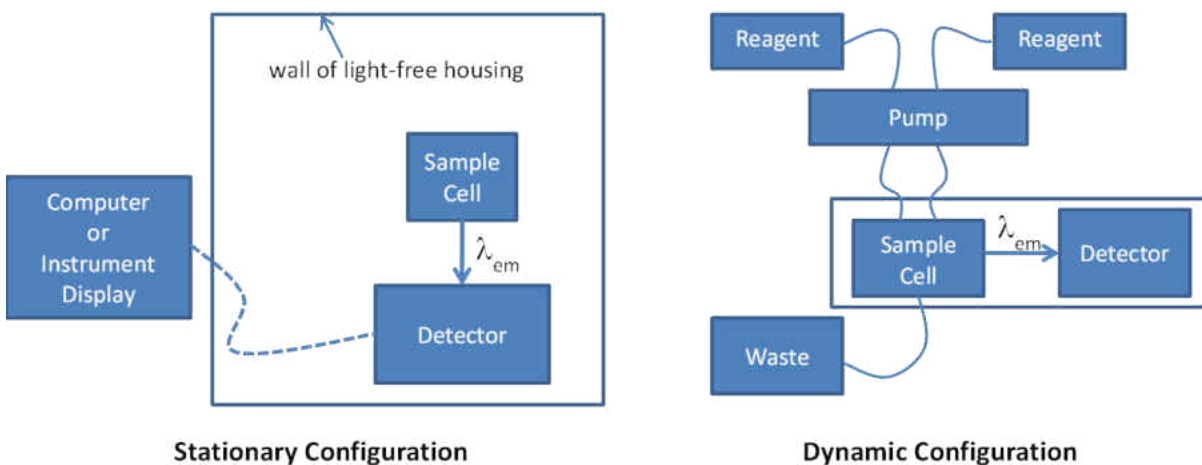 wall of light-free housing
Sample
Cell
λem
Detector
Computer
or
Instrument
Display
Stationary Configuration
Reagent
Reagent
Pump
Sample
Cell
λem
Detector
Waste
Dynamic Configuration